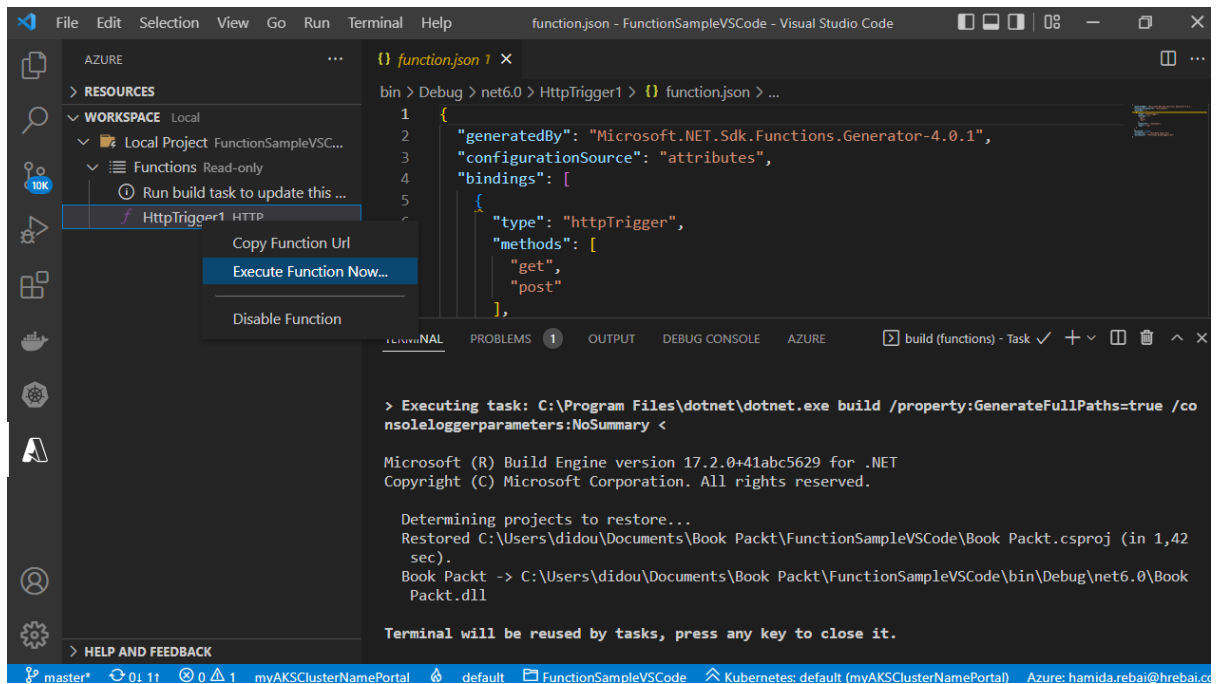 File Edit Selection View Go Run Terminal Help function.json - FunctionSampleVSCode - Visual Studio Code
AZURE
RESOURCES
WORKSPACE Local
Local Project FunctionSampleVSC...
Functions Read-only
Run build task to update this ...
HttpTrigger1 HTTP
Copy Function Url
Execute Function Now...
Disable Function
HELP AND FEEDBACK
10K
{} function.json 1
bin > Debug > net6.0 > HttpTrigger1 > {} function.json > ...
1 {
2 "generatedBy": "Microsoft.NET.Sdk.Functions.Generator-4.0.1",
3 "configurationSource": "attributes",
4 "bindings": [
5 {
6 "type": "httpTrigger",
"methods": [
"get",
"post"
],
TERMINAL PROBLEMS 1 OUTPUT DEBUG CONSOLE AZURE build (functions) - Task
> Executing task: C:\Program Files\dotnet\dotnet.exe build /property:GenerateFullPaths=true /co
nsoleloggerparameters:NoSummary <
Microsoft (R) Build Engine version 17.2.0+41abc5629 for .NET
Copyright (C) Microsoft Corporation. All rights reserved.
Determining projects to restore...
Restored C:\Users\didou\Documents\Book Packt\FunctionSampleVSCode\Book Packt.csproj (in 1,42
sec).
Book Packt -> C:\Users\didou\Documents\Book Packt\FunctionSampleVSCode\bin\Debug\net6.0\Book
Packt.dll
Terminal will be reused by tasks, press any key to close it.
master* 0↓ 1↑ 0 1 myAKSClusterNamePortal default FunctionSampleVSCode Kubernetes: default (myAKSClusterNamePortal) Azure: hamida.rebai@hrebai.co